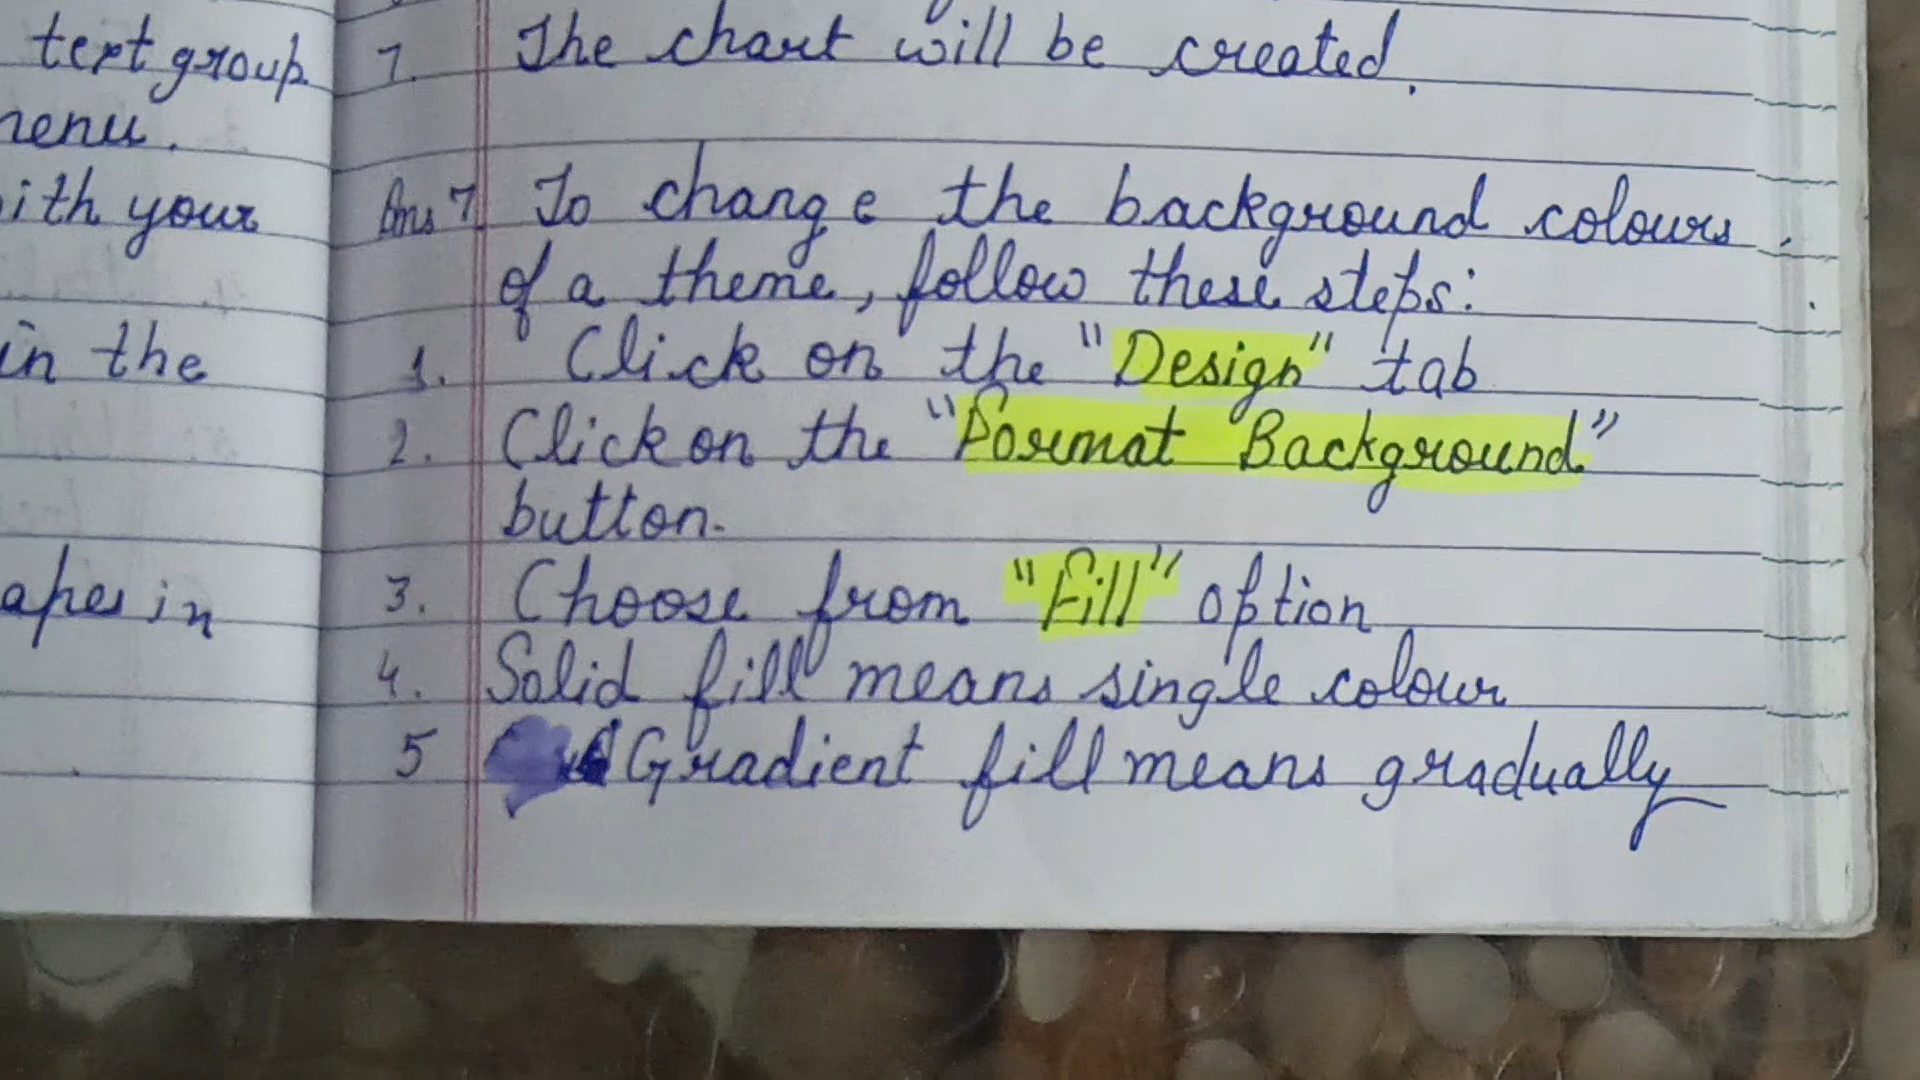 text group
menu.
ith your
in the
apes in
7. The chart will be created.
Ans 7. To change the background colours
of a theme, follow these steps:
1. Click on the "Design" tab
2. Click on the "Format Background"
button.
3. Choose from "Fill" option
4. Solid fill means single colour
5 Gradient fill means gradually